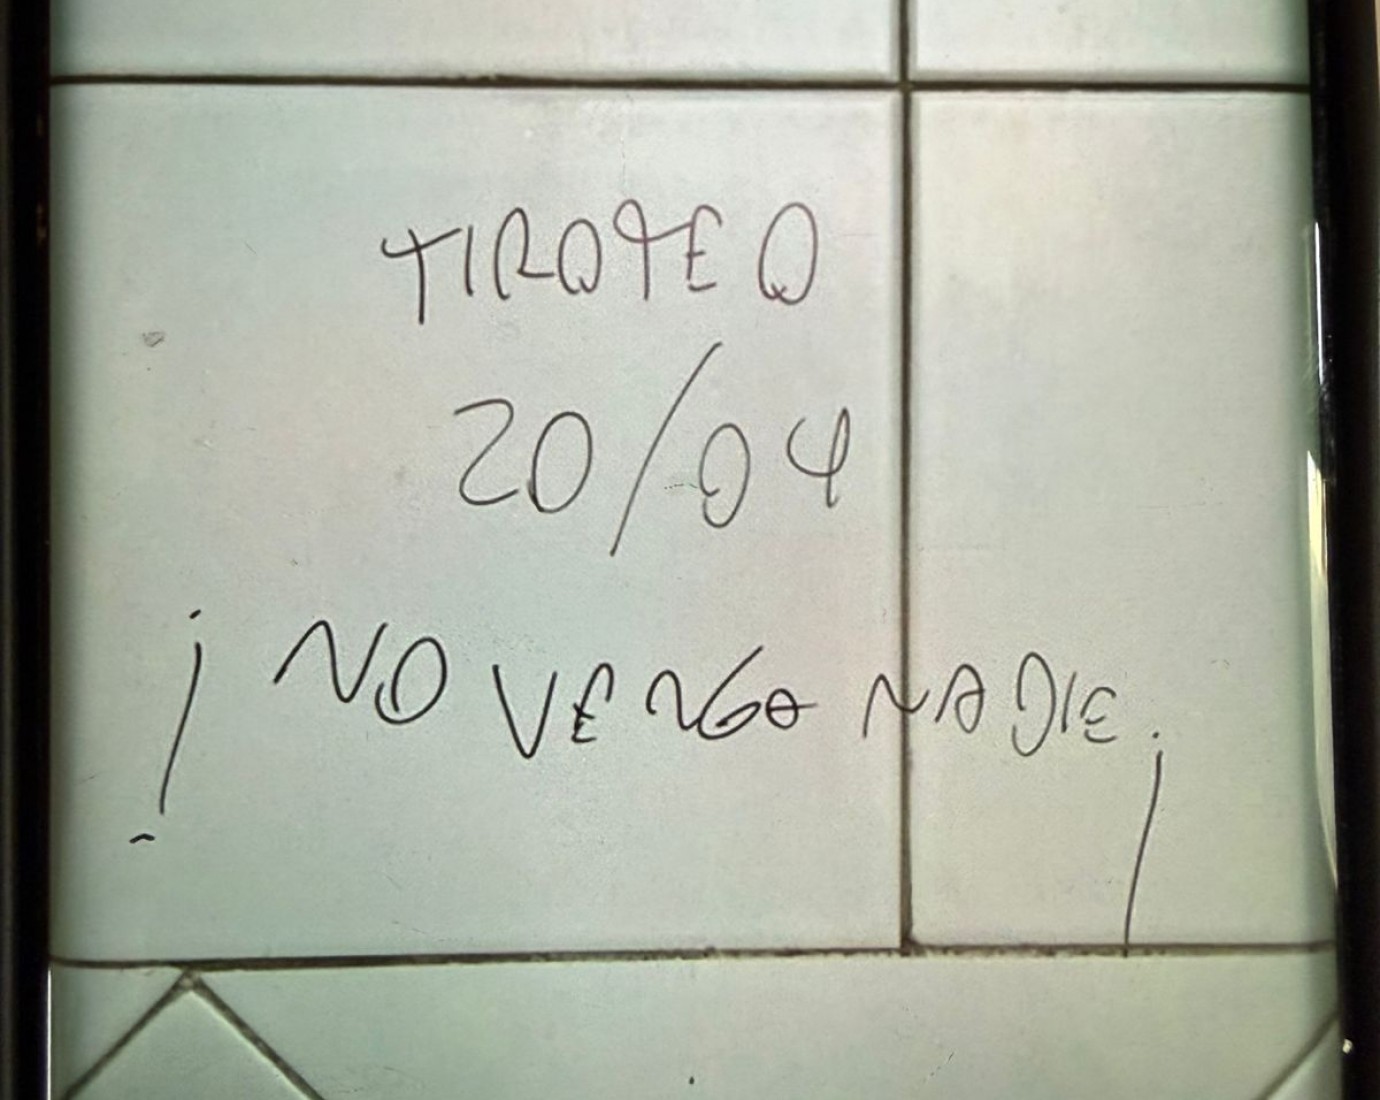 TIROTEO
20/04
¡NO VENGA NADIE¡